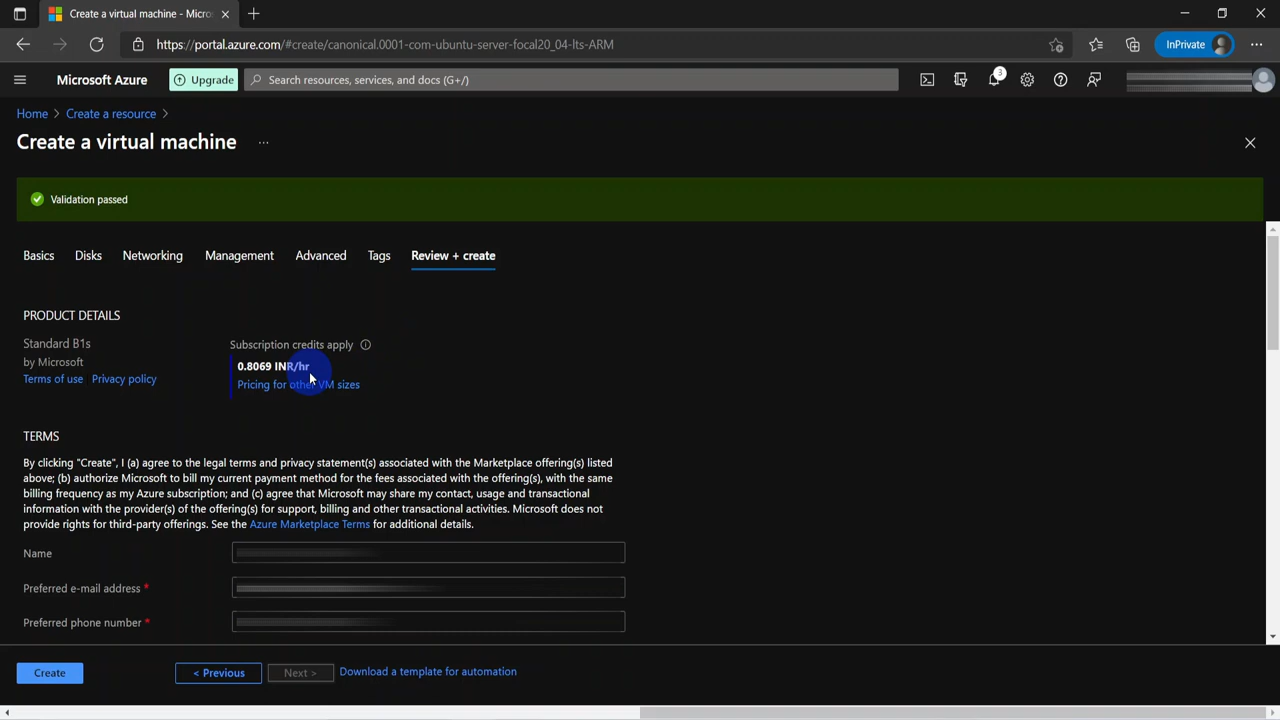 Create a virtual machine - Micro
https://portal.azure.com/#create/canonical.0001-com-ubuntu-server-focal20_04-lts-ARM
InPrivate
Microsoft Azure
Upgrade
Search resources, services, and docs (G+/)
3
Home > Create a resource >
Create a virtual machine ...
Validation passed
Basics Disks Networking Management Advanced Tags Review + create
PRODUCT DETAILS
Standard B1s
by Microsoft
Terms of use Privacy policy
Subscription credits apply
0.8069 INR/hr
Pricing for other VM sizes
TERMS
By clicking "Create", I (a) agree to the legal terms and privacy statement(s) associated with the Marketplace offering(s) listed
above; (b) authorize Microsoft to bill my current payment method for the fees associated with the offering(s), with the same
billing frequency as my Azure subscription; and (c) agree that Microsoft may share my contact, usage and transactional
information with the provider(s) of the offering(s) for support, billing and other transactional activities. Microsoft does not
provide rights for third-party offerings. See the Azure Marketplace Terms for additional details.
Name
Preferred e-mail address *
Preferred phone number *
Create
< Previous
Next >
Download a template for automation